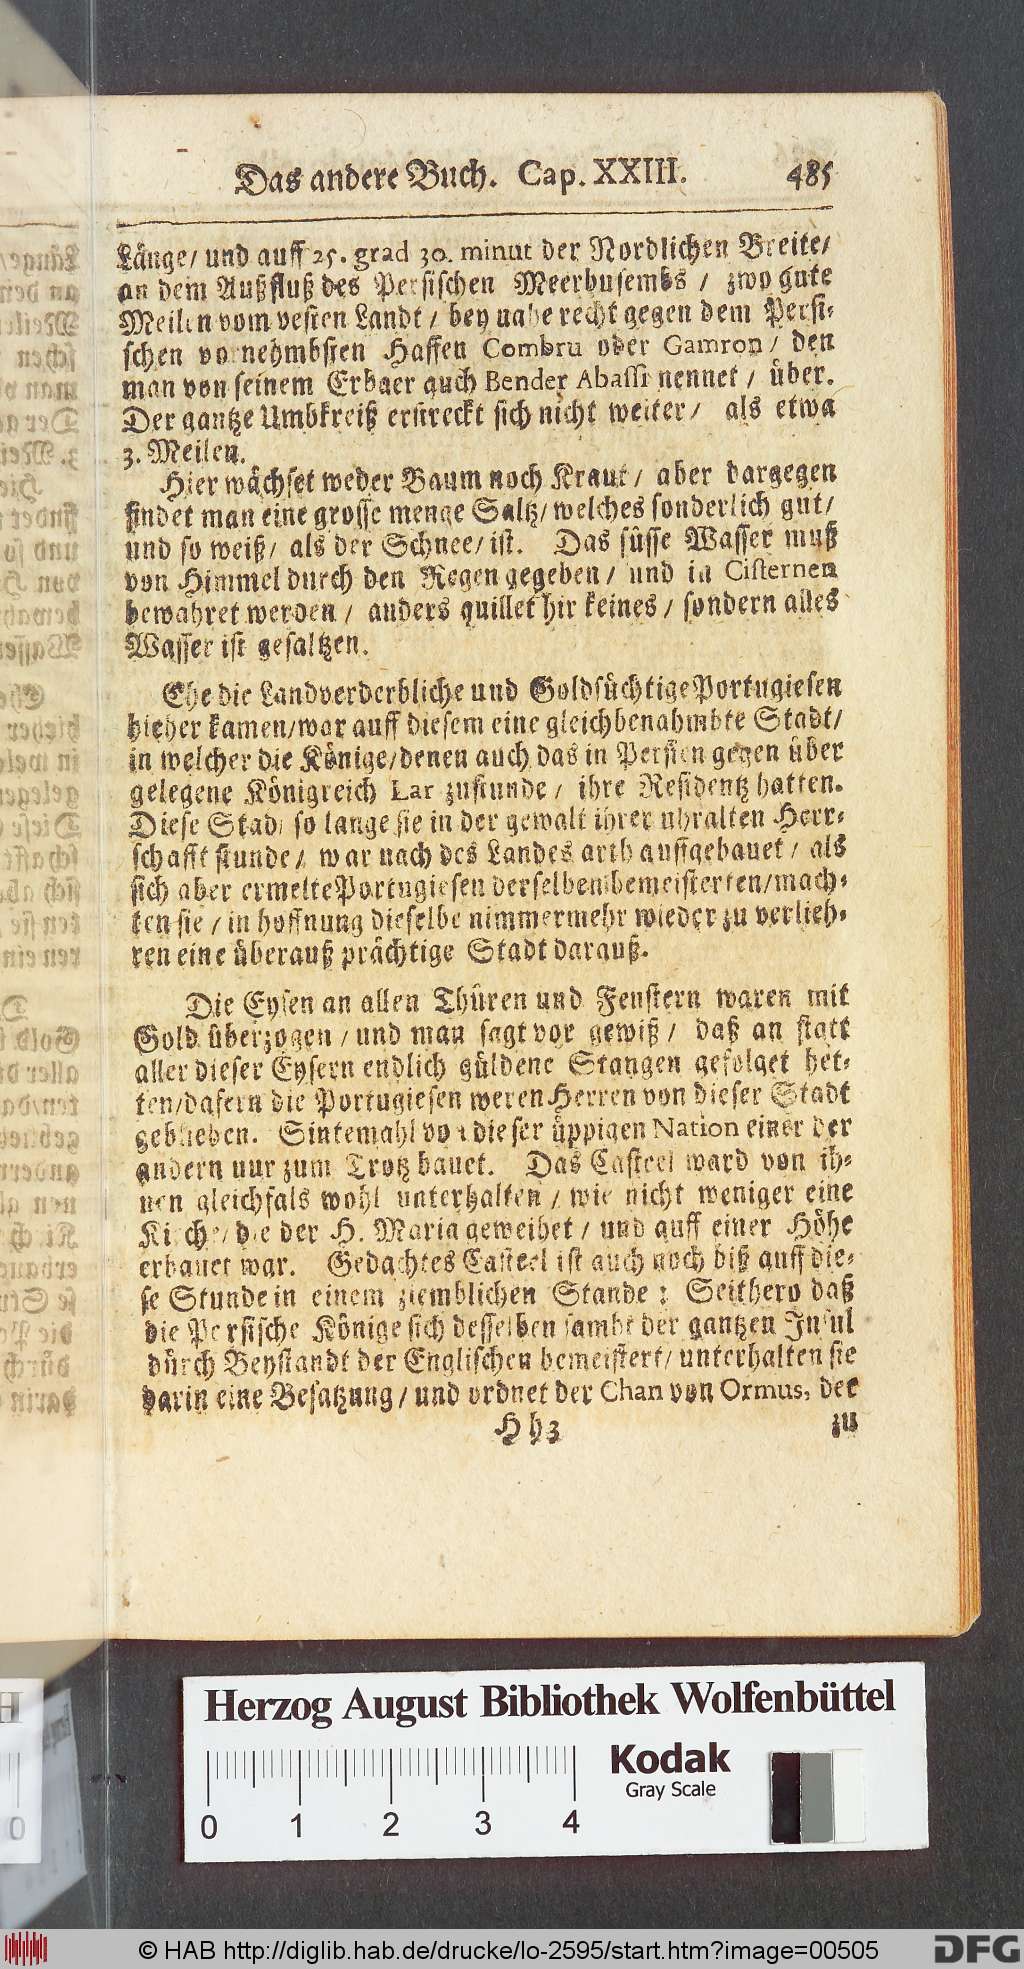 Das andere Buch. Cap. XXIII. 485
Länge/ und auff 25. grad 30. minut der Nordlichen Breite/
an dem Außfluß des Persischen Meerbusembs / zwo gute
Meilen vom vesten Landt / bey nahe recht gegen dem Persi-
schen vornehmbsten Haffen Combru oder Gamron / den
man von seinem Erbaer auch Bender Abassi nennet / über.
Der gantze Umbkreiß erstreckt sich nicht weiter / als etwa
3. Meilen.
Hier wächset weder Baum noch Kraut / aber dargegen
findet man eine grosse menge Saltz/ welches sonderlich gut/
und so weiß/ als der Schnee/ ist. Das süsse Wasser muß
von Himmel durch den Regen gegeben / und in Cisternen
bewahret werden / anders quillet hir keines / sondern alles
Wasser ist gesaltzen.
Ehe die Landverderbliche und Goldsüchtige Portugiesen
hieher kamen/war auff diesem eine gleichbenahmbte Stadt/
in welcher die Könige/denen auch das in Persien gegen über
gelegene Königreich Lar zustunde / ihre Residentz hatten.
Diese Stadt so lange sie in der gewalt ihrer uhralten Herr-
schafft stunde / war nach des Landes arth auffgebauet / als
sich aber ermelte Portugiesen derselben bemeisterten/mach-
ten sie / in hoffnung dieselbe nimmermehr wieder zu verlieh-
ren eine überauß prächtige Stadt darauß.
Die Eysen an allen Thüren und Fenstern waren mit
Gold überzogen / und man sagt vor gewiß / daß an statt
aller dieser Eysern endlich güldene Stangen gefolget het-
ten/dafern die Portugiesen weren Herren von dieser Stadt
geblieben. Sintemahl von dieser üppigen Nation einer der
andern nur zum Trotz bauet. Das Casteel ward von ih-
nen gleichfals wohl unterhalten / wie nicht weniger eine
Kirche/ die der H. Maria geweihet / und auff einer Höhe
erbauet war. Gedachtes Casteel ist auch noch biß auff die-
se Stunde in einem ziemblichen Stande : Seithero daß
die Persische Könige sich desselben sambt der gantzen Insul
dürch Beystandt der Englischen bemeistert/ unterhalten sie
darin eine Besatzung / und ordnet der Chan von Ormus, der
Hh3 zu
Herzog August Bibliothek Wolfenbüttel
Kodak
Gray Scale
0 1 2 3 4
© HAB http://diglib.hab.de/drucke/lo-2595/start.htm?image=00505
DFG